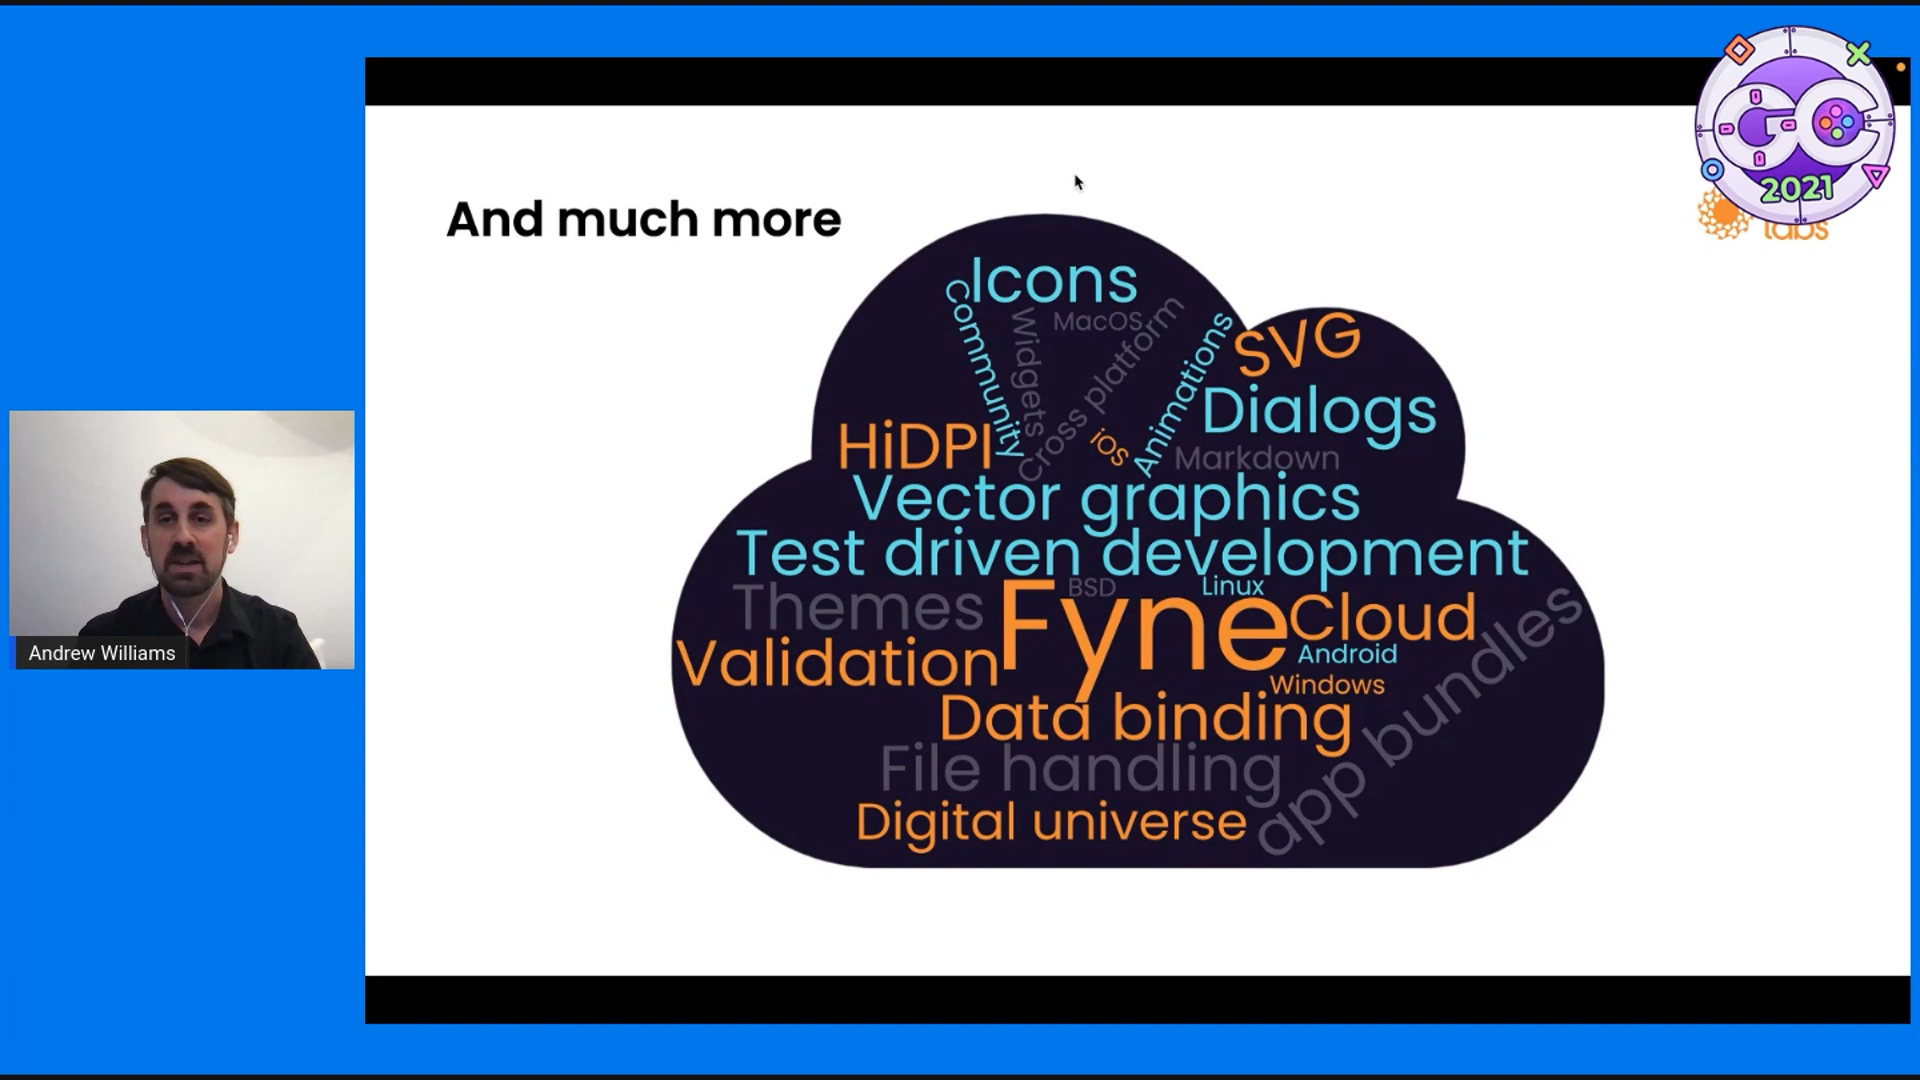 GC
2021
labs
And much more
Icons
Community
Widgets
MacOS
Cross platform
Animations
SVG
Dialogs
HiDPI
iOS
Markdown
Vector graphics
Test driven development
Themes
BSD
Linux
Fyne
Cloud
Validation
Android
Windows
Data binding
app bundles
File handling
Digital universe
Andrew Williams